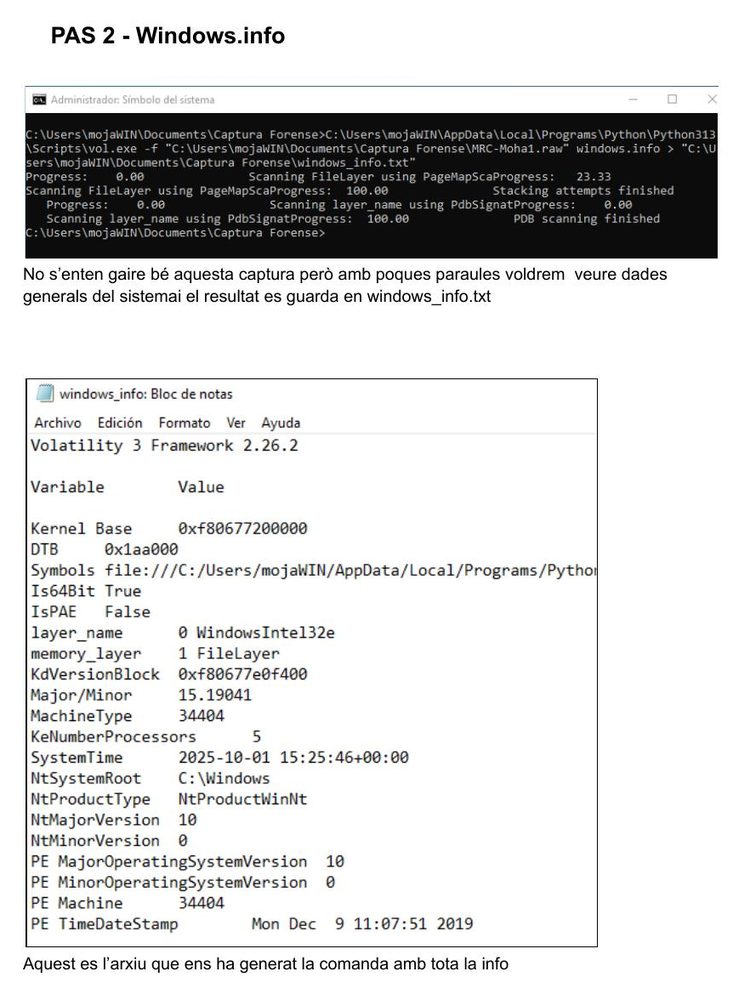 PAS 2 - Windows.info
Administrador: Símbolo del sistema
C:\Users\mojaWIN\Documents\Captura Forense>C:\Users\mojaWIN\AppData\Local\Programs\Python\Python313
\Scripts\vol.exe -f "C:\Users\mojaWIN\Documents\Captura Forense\MRC-Moha1.raw" windows.info > "C:\U
sers\mojaWIN\Documents\Captura Forense\windows_info.txt"
Progress:    0.00               Scanning FileLayer using PageMapScaProgress:   23.33
Scanning FileLayer using PageMapScaProgress:  100.00               Stacking attempts finished
Progress:    0.00               Scanning layer_name using PdbSignatProgress:    0.00
Scanning layer_name using PdbSignatProgress:  100.00               PDB scanning finished
C:\Users\mojaWIN\Documents\Captura Forense>
No s'enten gaire bé aquesta captura però amb poques paraules voldrem  veure dades
generals del sistemai el resultat es guarda en windows_info.txt
windows_info: Bloc de notas
Archivo   Edición   Formato   Ver   Ayuda
Volatility 3 Framework 2.26.2
Variable        Value
Kernel Base     0xf80677200000
DTB     0x1aa000
Symbols file:///C:/Users/mojaWIN/AppData/Local/Programs/Python
Is64Bit True
IsPAE   False
layer_name      0 WindowsIntel32e
memory_layer    1 FileLayer
KdVersionBlock  0xf80677e0f400
Major/Minor     15.19041
MachineType     34404
KeNumberProcessors      5
SystemTime      2025-10-01 15:25:46+00:00
NtSystemRoot    C:\Windows
NtProductType   NtProductWinNt
NtMajorVersion  10
NtMinorVersion  0
PE MajorOperatingSystemVersion  10
PE MinorOperatingSystemVersion  0
PE Machine      34404
PE TimeDateStamp        Mon Dec  9 11:07:51 2019
Aquest es l'arxiu que ens ha generat la comanda amb tota la info